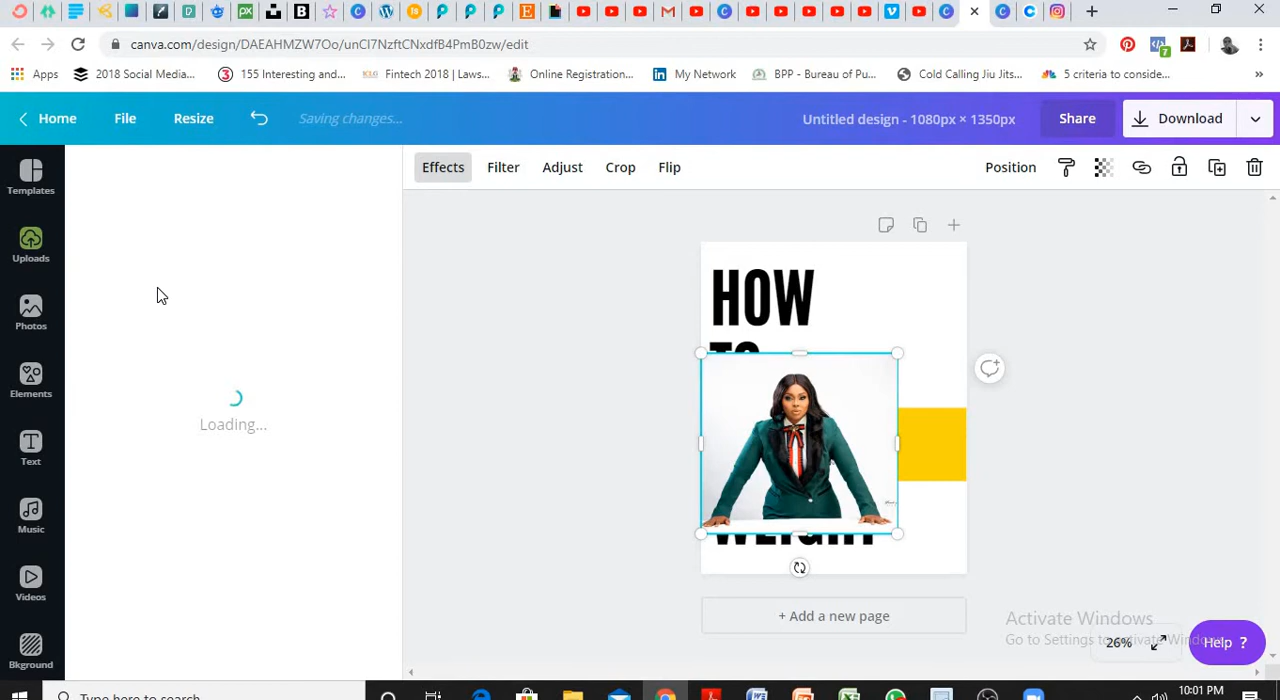 canva.com/design/DAEAHMZW7Oo/unCI7NzftCNxdfB4PmB0zw/edit
7
Apps
2018 Social Media...
155 Interesting and...
Fintech 2018 | Laws...
Online Registration...
My Network
BPP - Bureau of Pu...
Cold Calling Jiu Jits...
5 criteria to conside...
»
Home
File
Resize
Saving changes...
Untitled design - 1080px × 1350px
Share
Download
Templates
Uploads
Photos
Elements
Text
Music
Videos
Bkground
Effects
Filter
Adjust
Crop
Flip
Position
Loading...
HOW
TO
WEIGHT
+ Add a new page
Activate Windows
Go to Settings to activate Windows.
26%
Help ?
Type here to search
10:01 PM